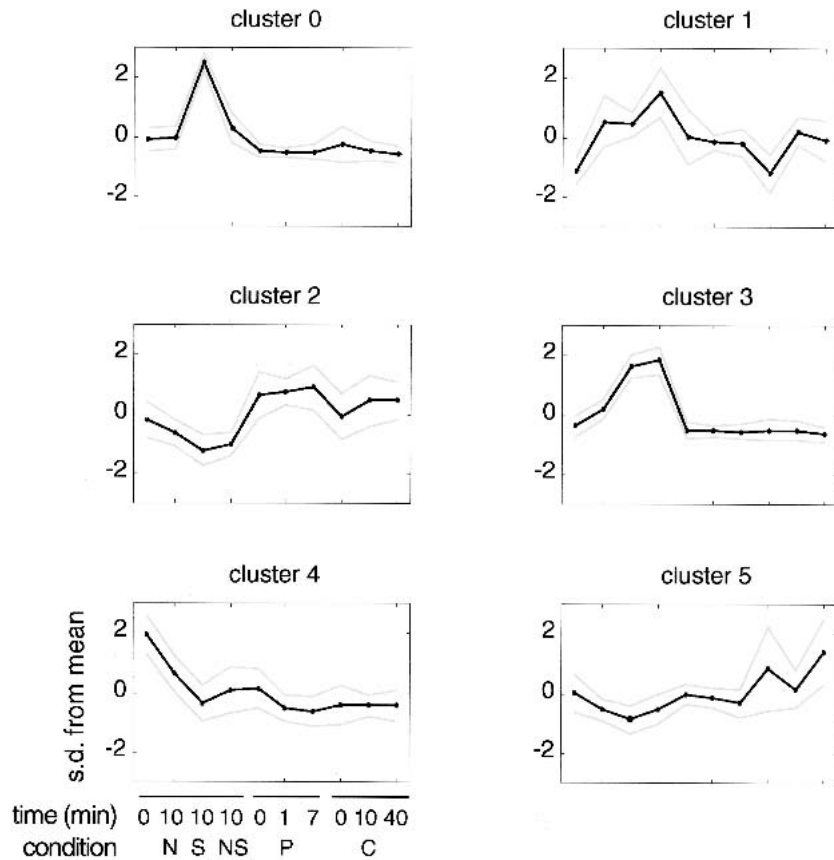 cluster 0
cluster 1
2
0
-2
2
0
-2
cluster 2
cluster 3
2
0
-2
2
0
-2
cluster 4
cluster 5
s.d. from mean
2
0
-2
2
0
-2
time (min) 0 10 10 10 0 1 7 0 10 40
condition N S NS P C